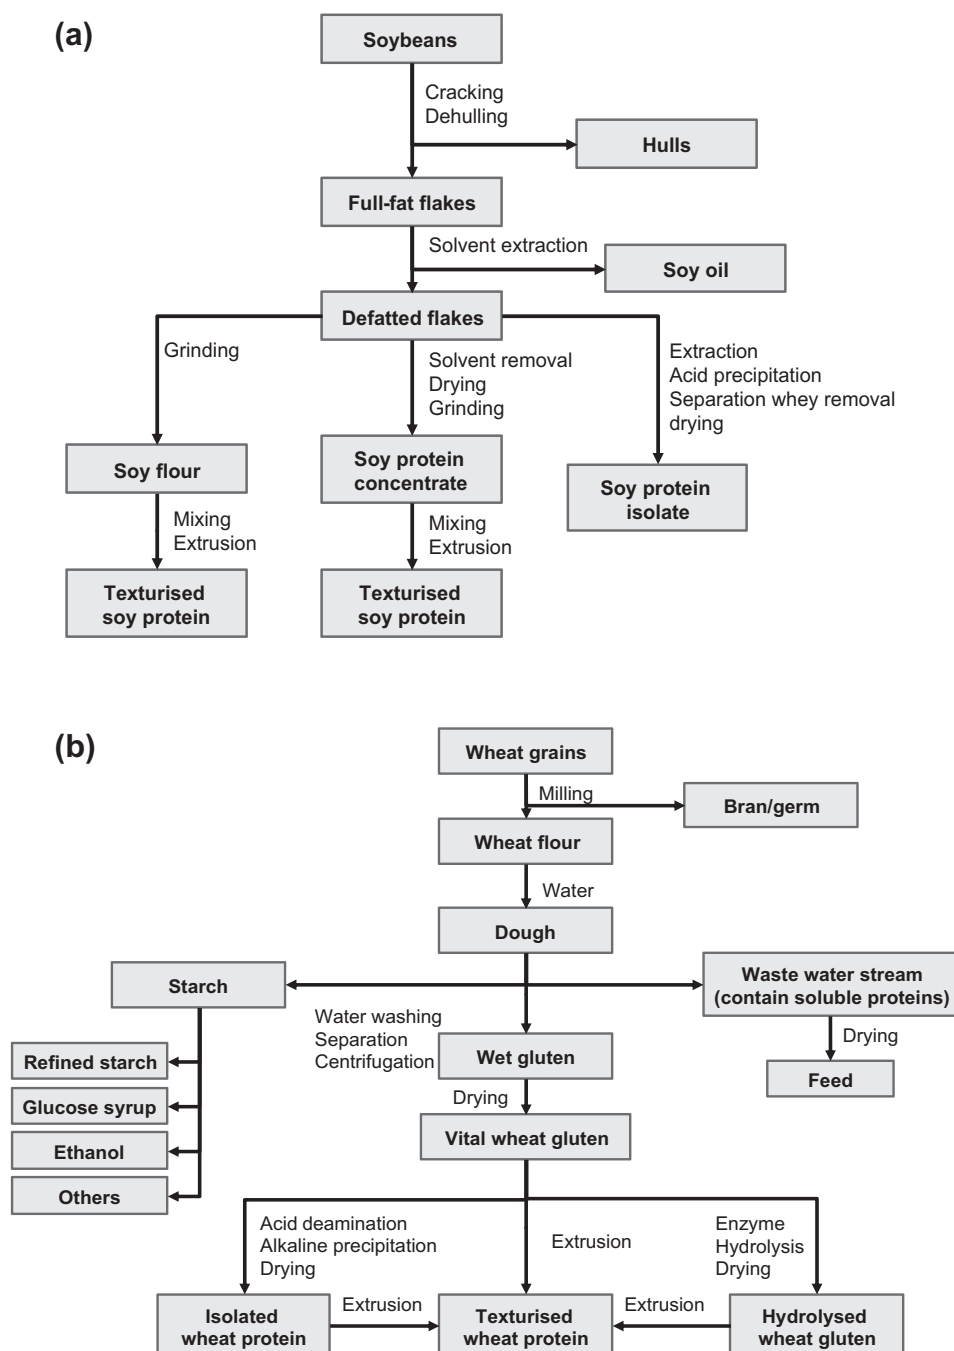 (a)
Soybeans
Cracking
Dehulling
Hulls
Full-fat flakes
Solvent extraction
Soy oil
Defatted flakes
Grinding
Solvent removal
Drying
Grinding
Extraction
Acid precipitation
Separation whey removal
drying
Soy flour
Soy protein
concentrate
Soy protein
isolate
Mixing
Extrusion
Mixing
Extrusion
Texturised
soy protein
Texturised
soy protein
(b)
Wheat grains
Milling
Bran/germ
Wheat flour
Water
Dough
Starch
Waste water stream
(contain soluble proteins)
Water washing
Separation
Centrifugation
Wet gluten
Drying
Feed
Refined starch
Glucose syrup
Ethanol
Others
Drying
Vital wheat gluten
Acid deamination
Alkaline precipitation
Drying
Extrusion
Enzyme
Hydrolysis
Drying
Isolated
wheat protein
Extrusion
Texturised
wheat protein
Extrusion
Hydrolysed
wheat gluten